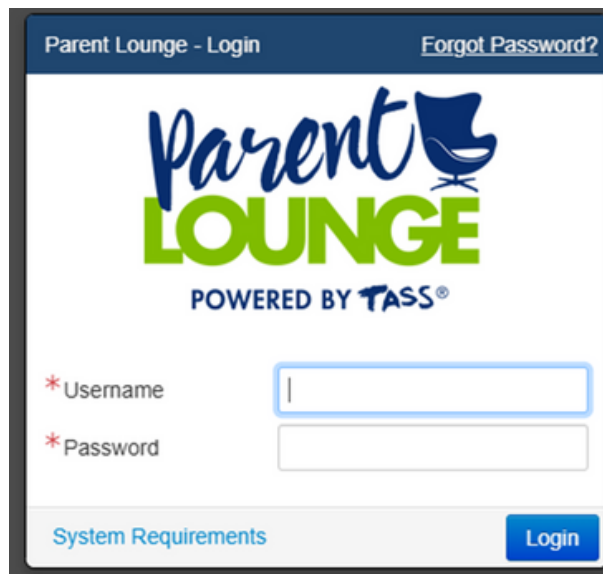 Parent Lounge - Login Forgot Password?
Parent
LOUNGE
POWERED BY TASS®
*Username
*Password
System Requirements Login